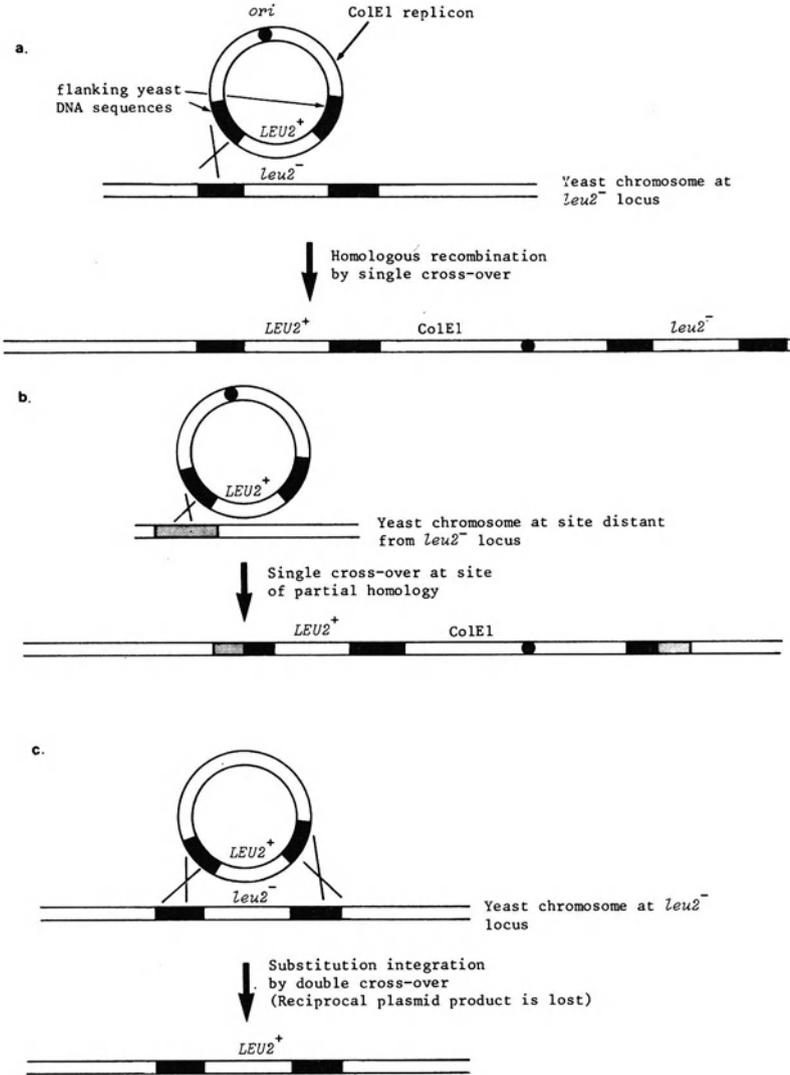 ori
ColE1 replicon
a.
flanking yeast
DNA sequences
LEU2+
leu2−
Yeast chromosome at
leu2− locus
Homologous recombination
by single cross-over
LEU2+
ColE1
leu2−
b.
LEU2+
Yeast chromosome at site distant
from leu2− locus
Single cross-over at site
of partial homology
LEU2+
ColE1
c.
LEU2+
leu2−
Yeast chromosome at leu2−
locus
Substitution integration
by double cross-over
(Reciprocal plasmid product is lost)
LEU2+